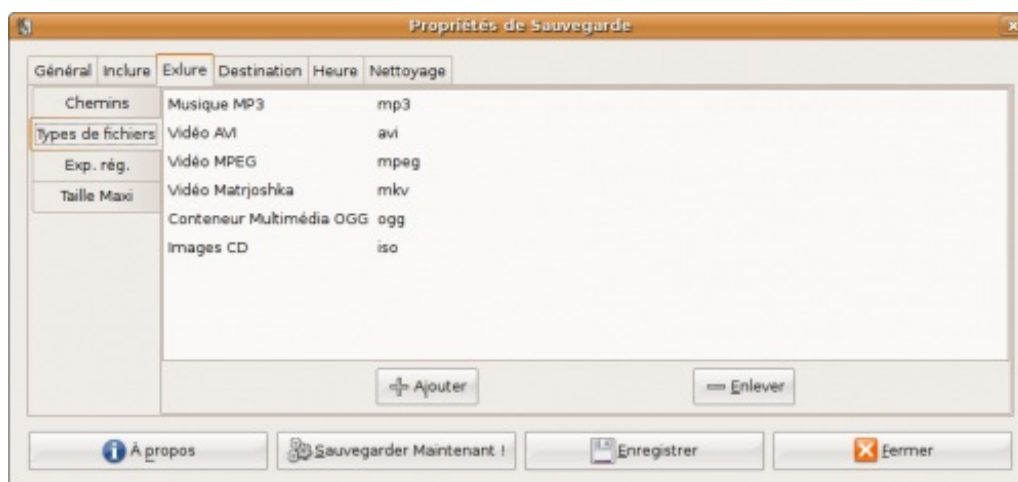 Propriétés de Sauvegarde
Général Inclure Exlure Destination Heure Nettoyage
Chemins
Types de fichiers
Exp. rég.
Taille Maxi
Musique MP3 mp3
Vidéo AVI avi
Vidéo MPEG mpeg
Vidéo Matrjoshka mkv
Conteneur Multimédia OGG ogg
Images CD iso
Ajouter Enlever
À propos Sauvegarder Maintenant ! Enregistrer Fermer